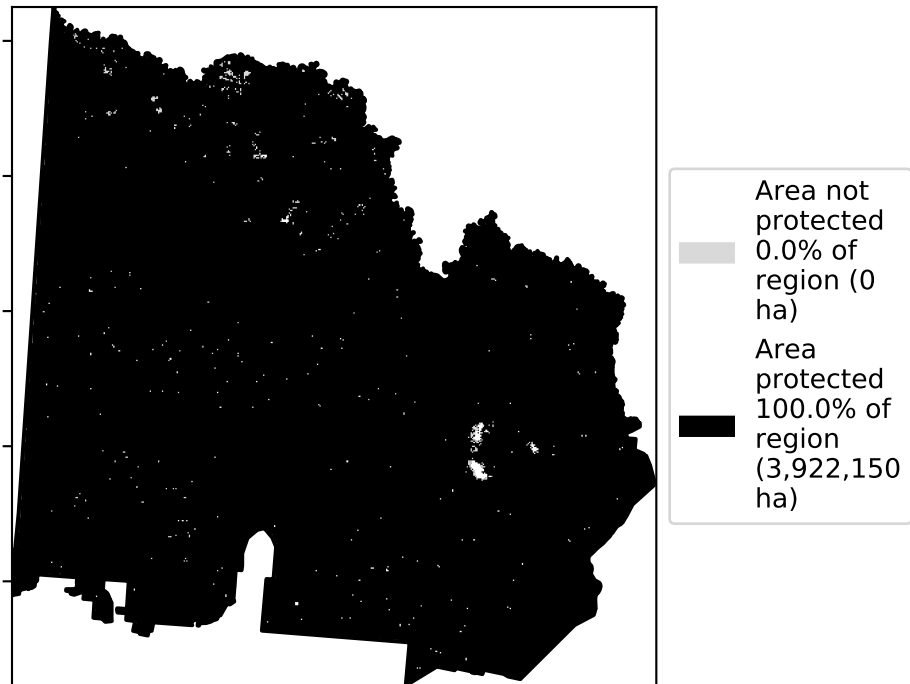 Area not
protected
0.0% of
region (0
ha)
Area
protected
100.0% of
region
(3,922,150
ha)